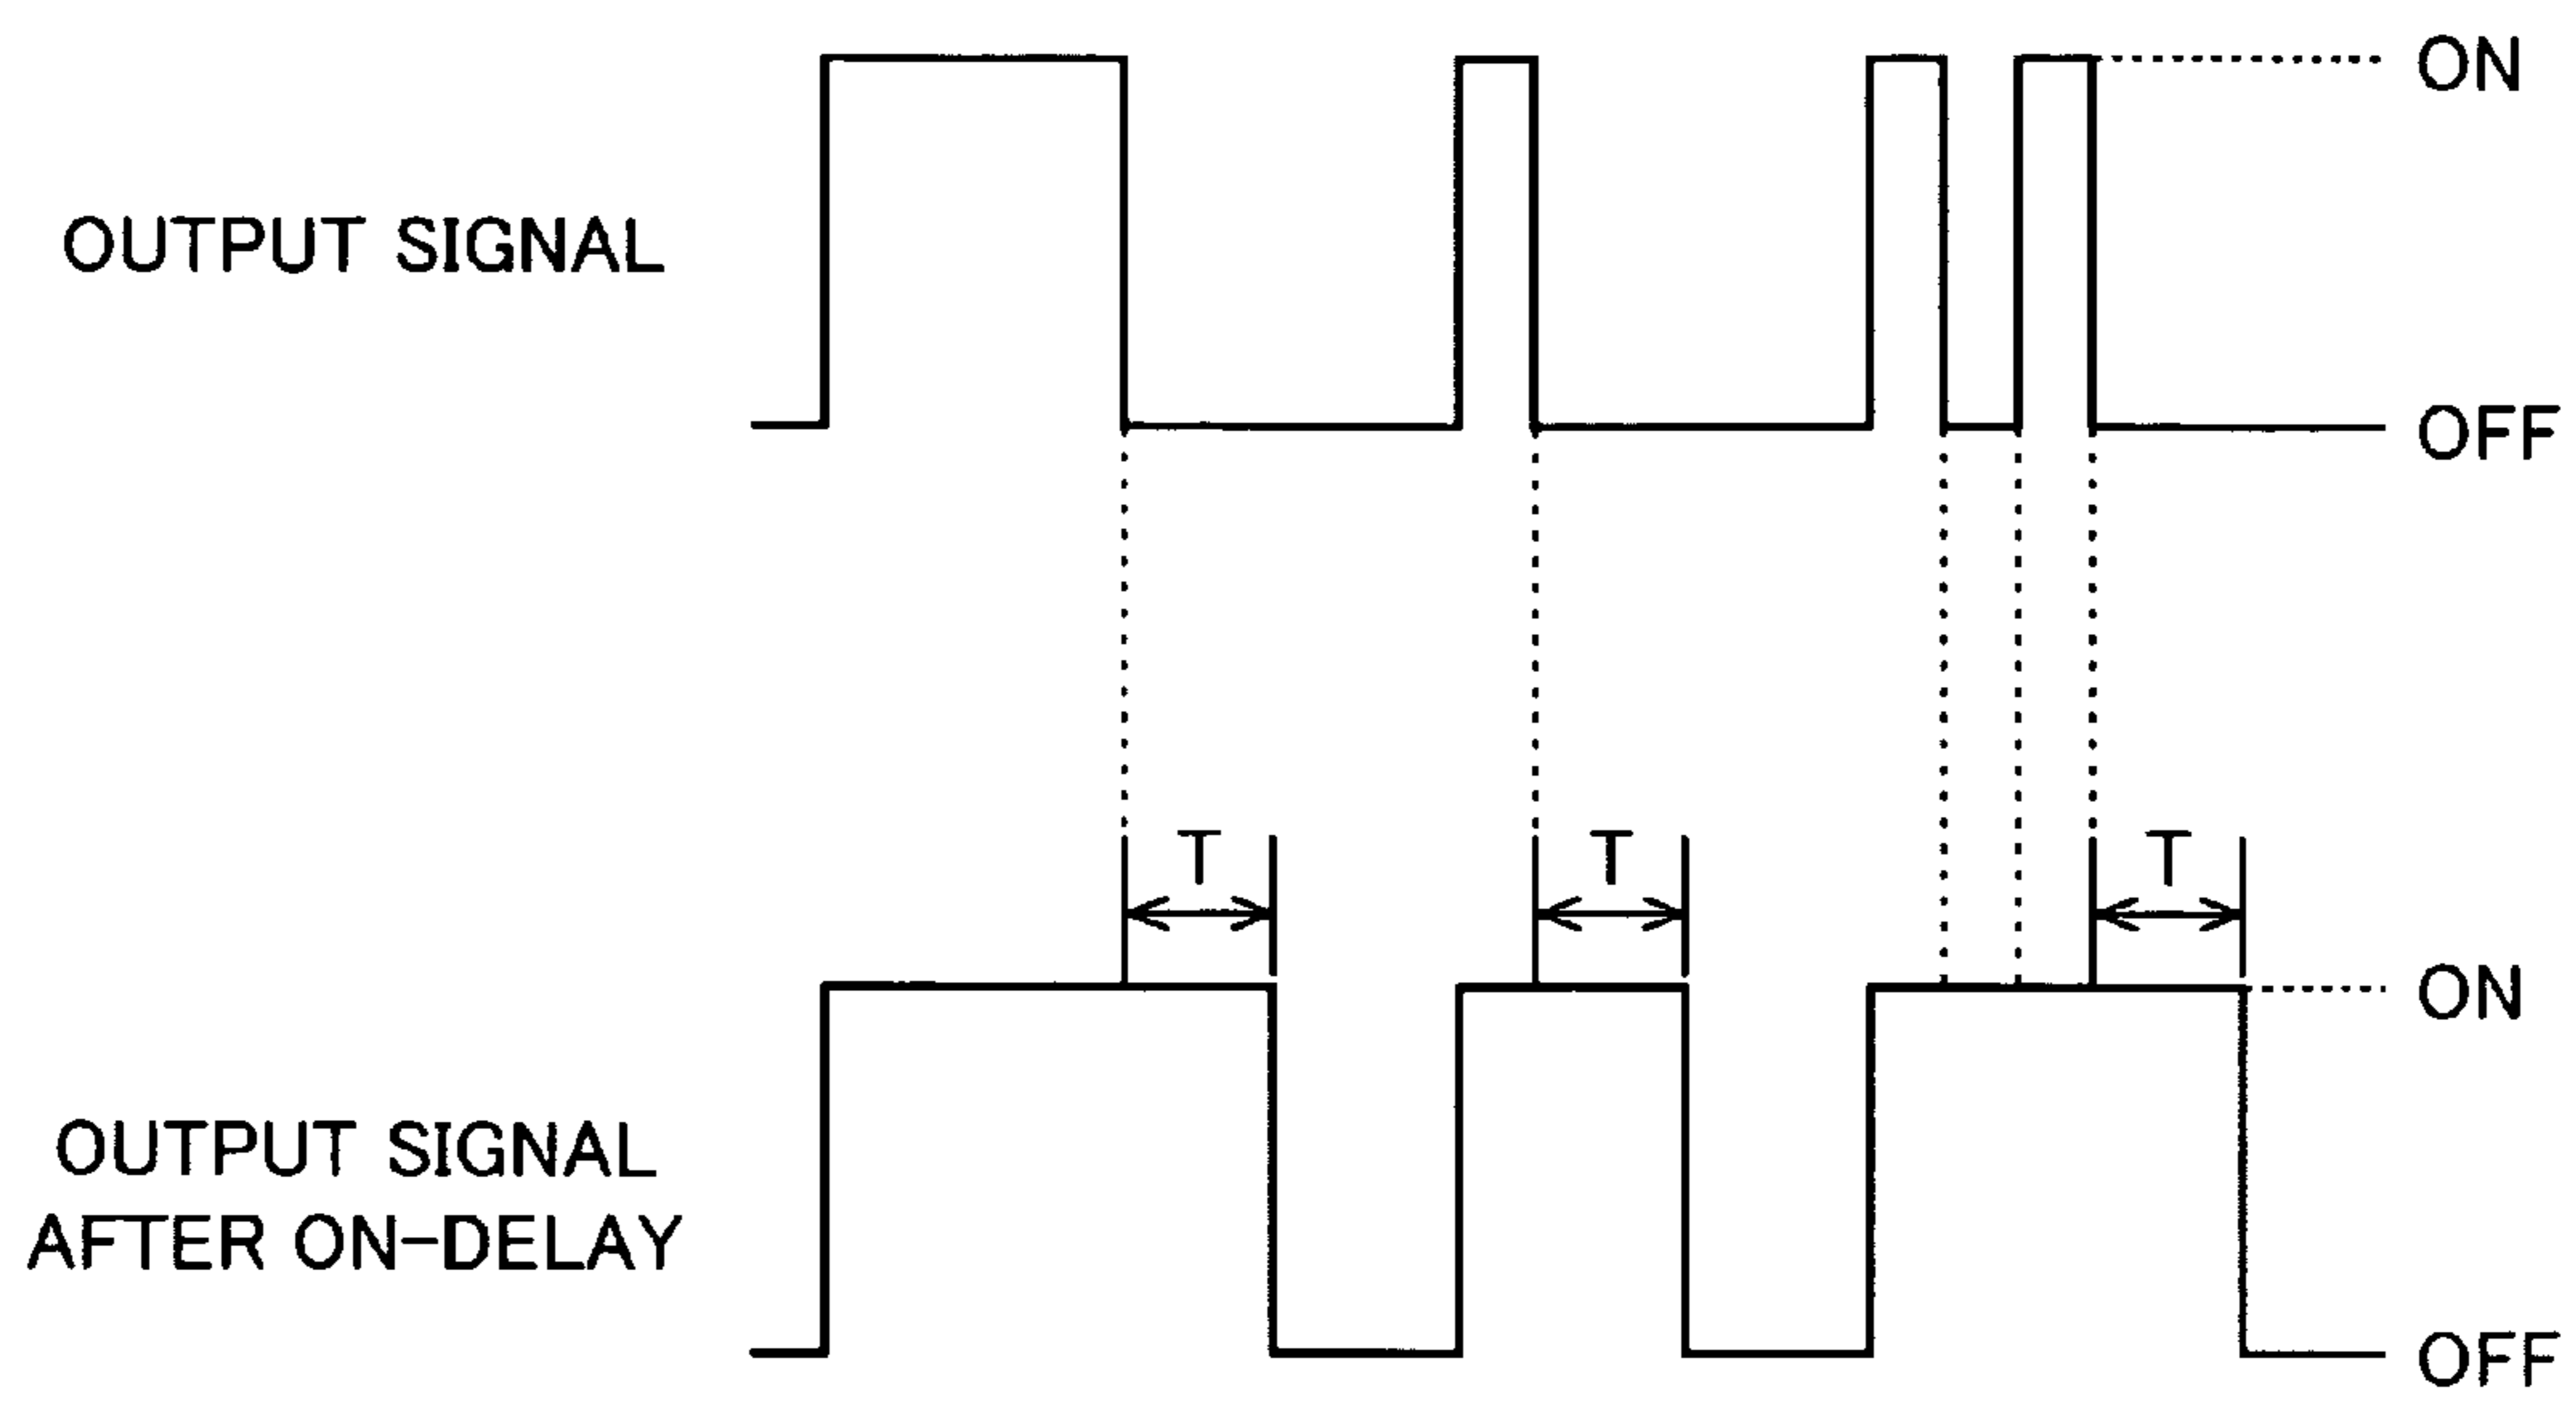 ON
OUTPUT SIGNAL
OFF
T T T
ON
OUTPUT SIGNAL
AFTER ON-DELAY
OFF